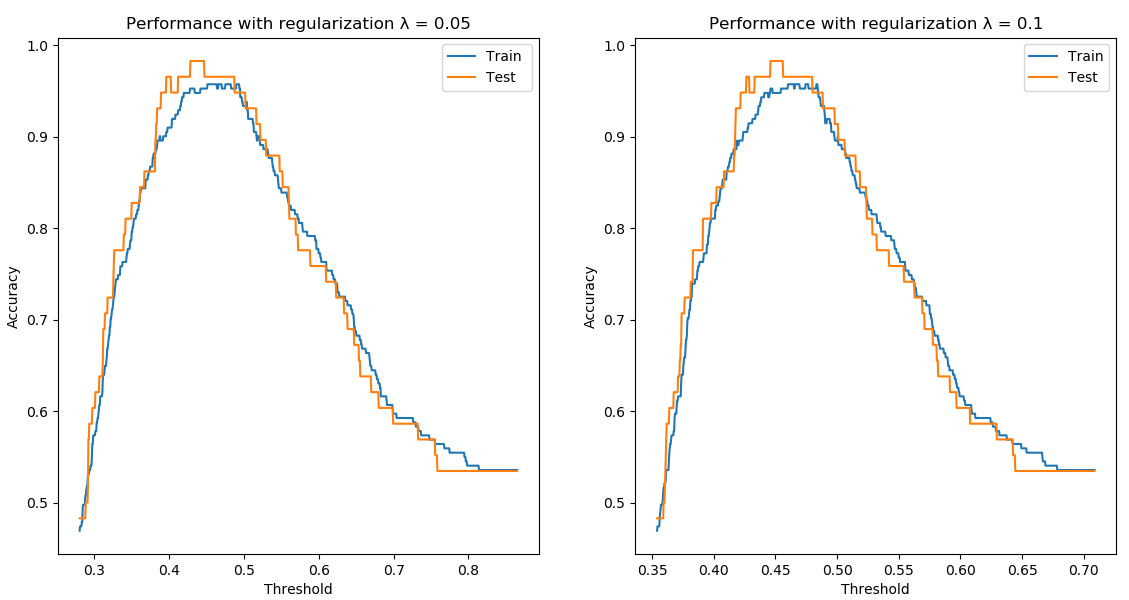 Performance with regularization λ = 0.05
Train
Test
1.0
0.9
0.8
0.7
0.6
0.5
Accuracy
0.3 0.4 0.5 0.6 0.7 0.8
Threshold
Performance with regularization λ = 0.1
Train
Test
1.0
0.9
0.8
0.7
0.6
0.5
Accuracy
0.35 0.40 0.45 0.50 0.55 0.60 0.65 0.70
Threshold